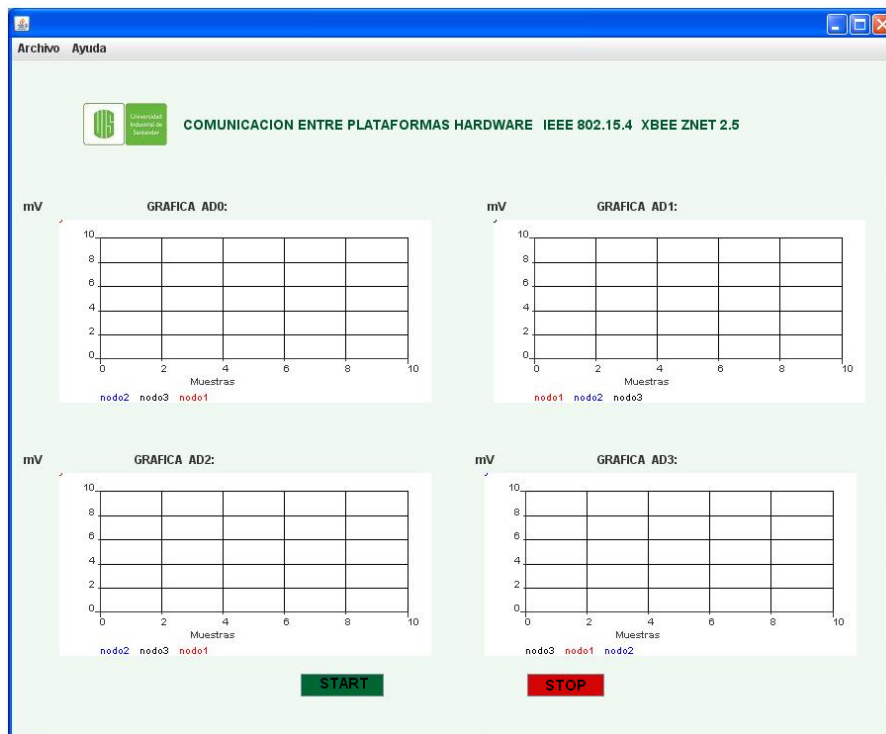 Archivo Ayuda
Universidad
Industrial de
Santander
COMUNICACION ENTRE PLATAFORMAS HARDWARE IEEE 802.15.4 XBEE ZNET 2.5
mV GRAFICA AD0:
10
8
6
4
2
0
0 2 4 6 8 10
Muestras
nodo2 nodo3 nodo1
mV GRAFICA AD1:
10
8
6
4
2
0
0 2 4 6 8 10
Muestras
nodo1 nodo2 nodo3
mV GRAFICA AD2:
10
8
6
4
2
0
0 2 4 6 8 10
Muestras
nodo2 nodo3 nodo1
mV GRAFICA AD3:
10
8
6
4
2
0
0 2 4 6 8 10
Muestras
nodo3 nodo1 nodo2
START STOP